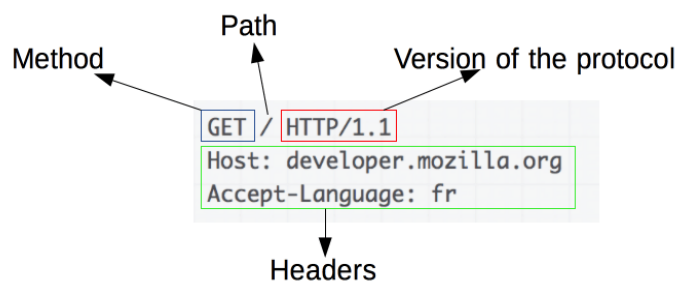 Path
Method
Version of the protocol
GET / HTTP/1.1
Host: developer.mozilla.org
Accept-Language: fr
Headers